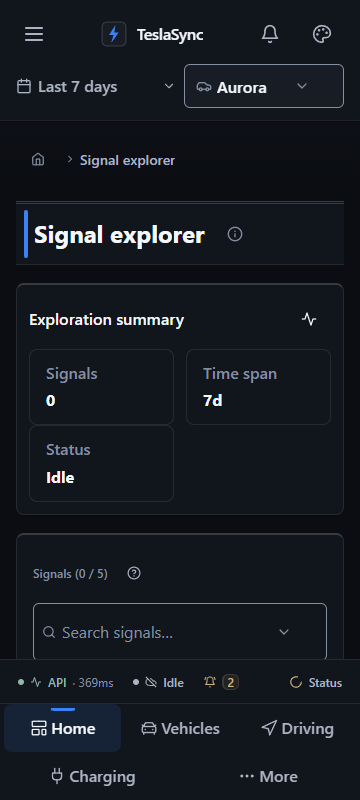 TeslaSync
Last 7 days
Aurora
Signal explorer
Signal explorer
Exploration summary
Signals
0
Time span
7d
Status
Idle
Signals (0 / 5)
Search signals...
API · 369ms
Idle
2
Status
Home
Vehicles
Driving
Charging
More